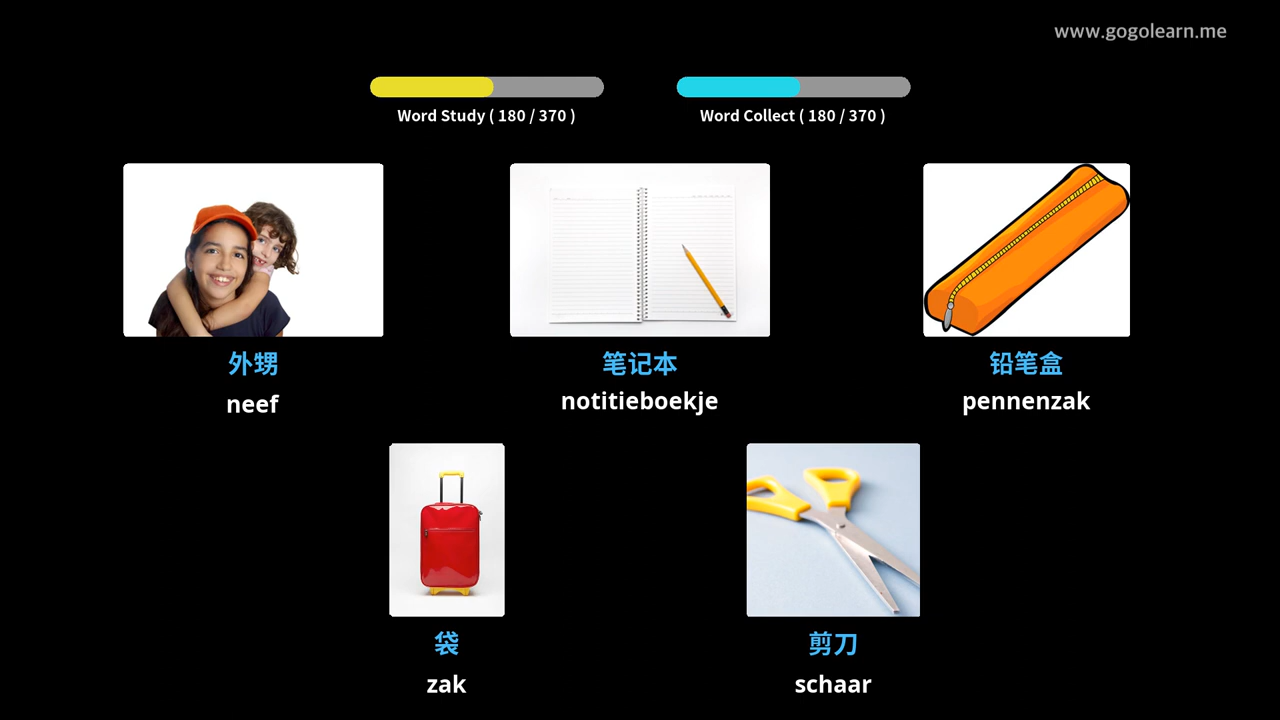 www.gogolearn.me
Word Study ( 180 / 370 )
Word Collect ( 180 / 370 )
外甥
neef
笔记本
notitieboekje
铅笔盒
pennenzak
袋
zak
剪刀
schaar